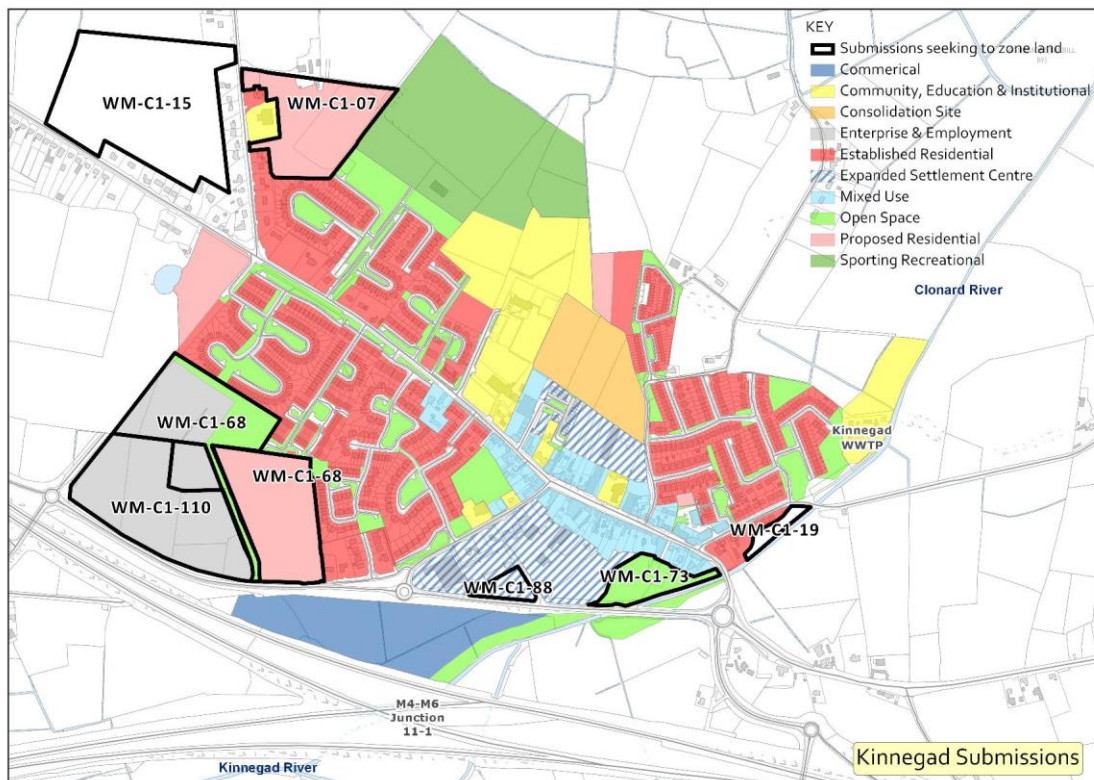 KEY
Submissions seeking to zone land
Commerical
Community, Education & Institutional
Consolidation Site
Enterprise & Employment
Established Residential
Expanded Settlement Centre
Mixed Use
Open Space
Proposed Residential
Sporting Recreational
Clonard River
WM-C1-15
WM-C1-07
WM-C1-68
WM-C1-68
WM-C1-110
Kinnegad
WWTP
WM-C1-19
WM-C1-73
WM-C1-88
M4-M6
Junction
11-1
Kinnegad River
Kinnegad Submissions